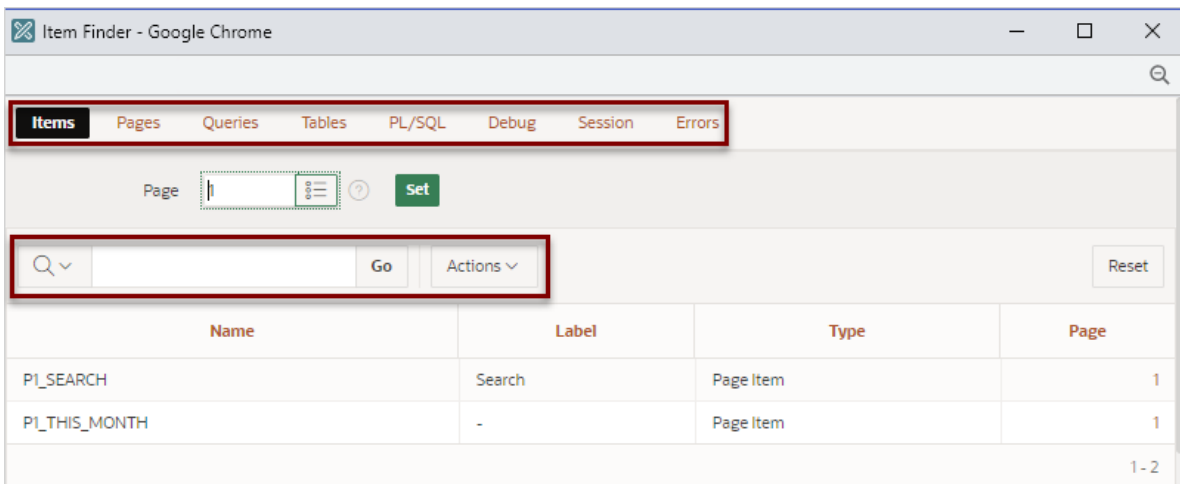 Item Finder - Google Chrome
Items Pages Queries Tables PL/SQL Debug Session Errors
Page 1 Set
Go Actions Reset
Name Label Type Page
P1_SEARCH Search Page Item 1
P1_THIS_MONTH - Page Item 1
1 - 2